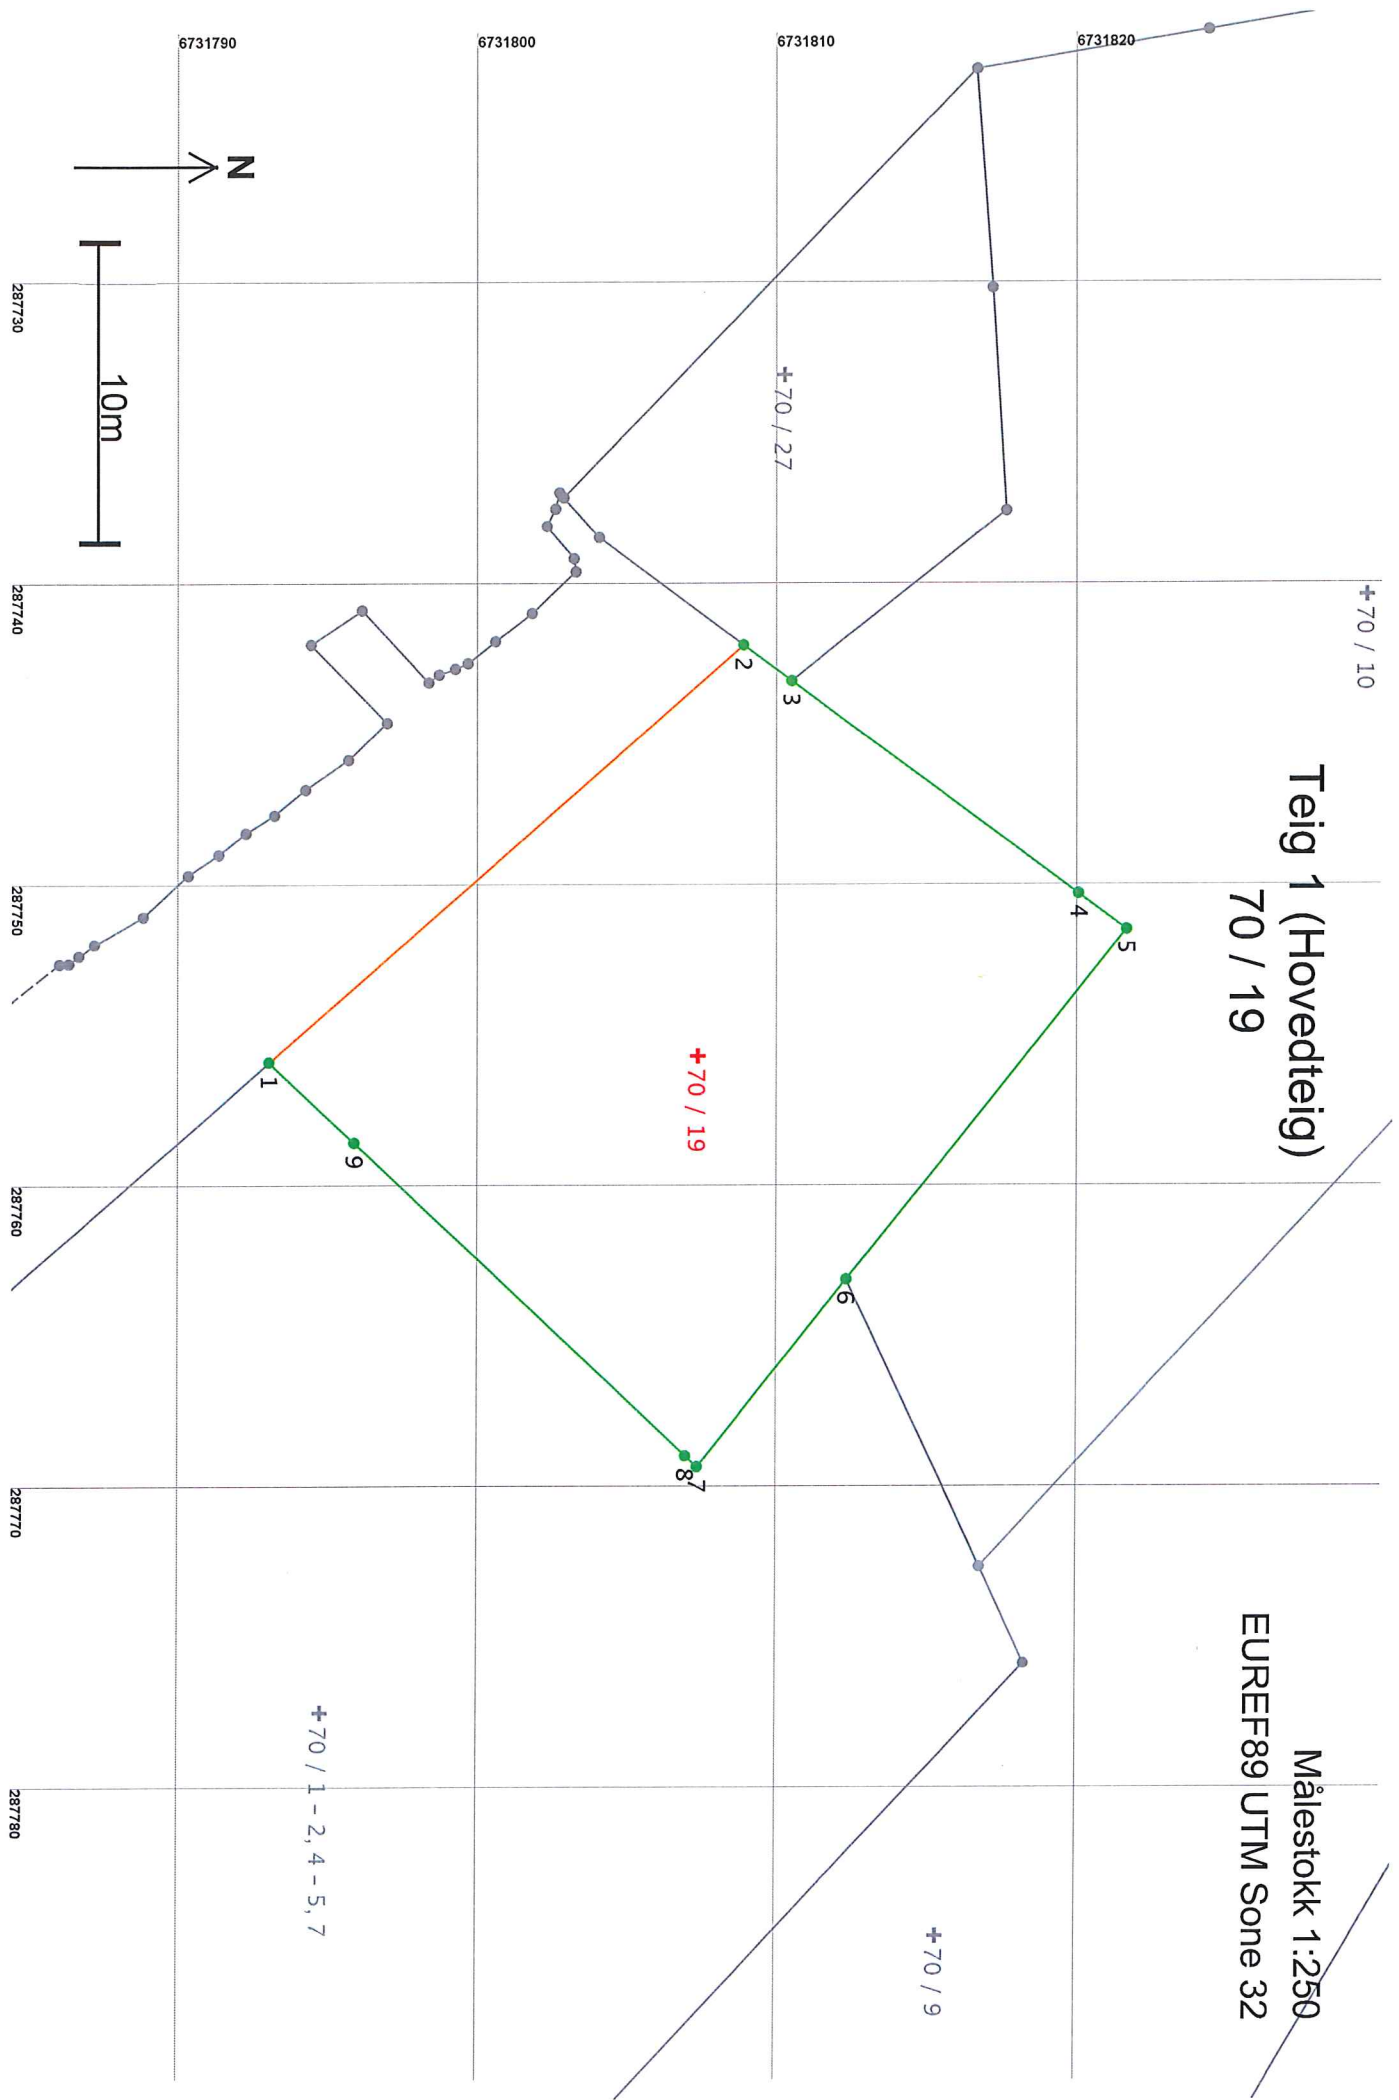 Teig 1 (Hovedteig)
70 / 19
Målestokk 1:250
EUREF89 UTM Sone 32
+70 / 10
6731820
6731810
6731800
6731790
+70 / 27
+70 / 19
+70 / 9
+70 / 1 - 2, 4 - 5, 7
5
4
3
2
6
7
8
9
1
N
10m
287730
287740
287750
287760
287770
287780